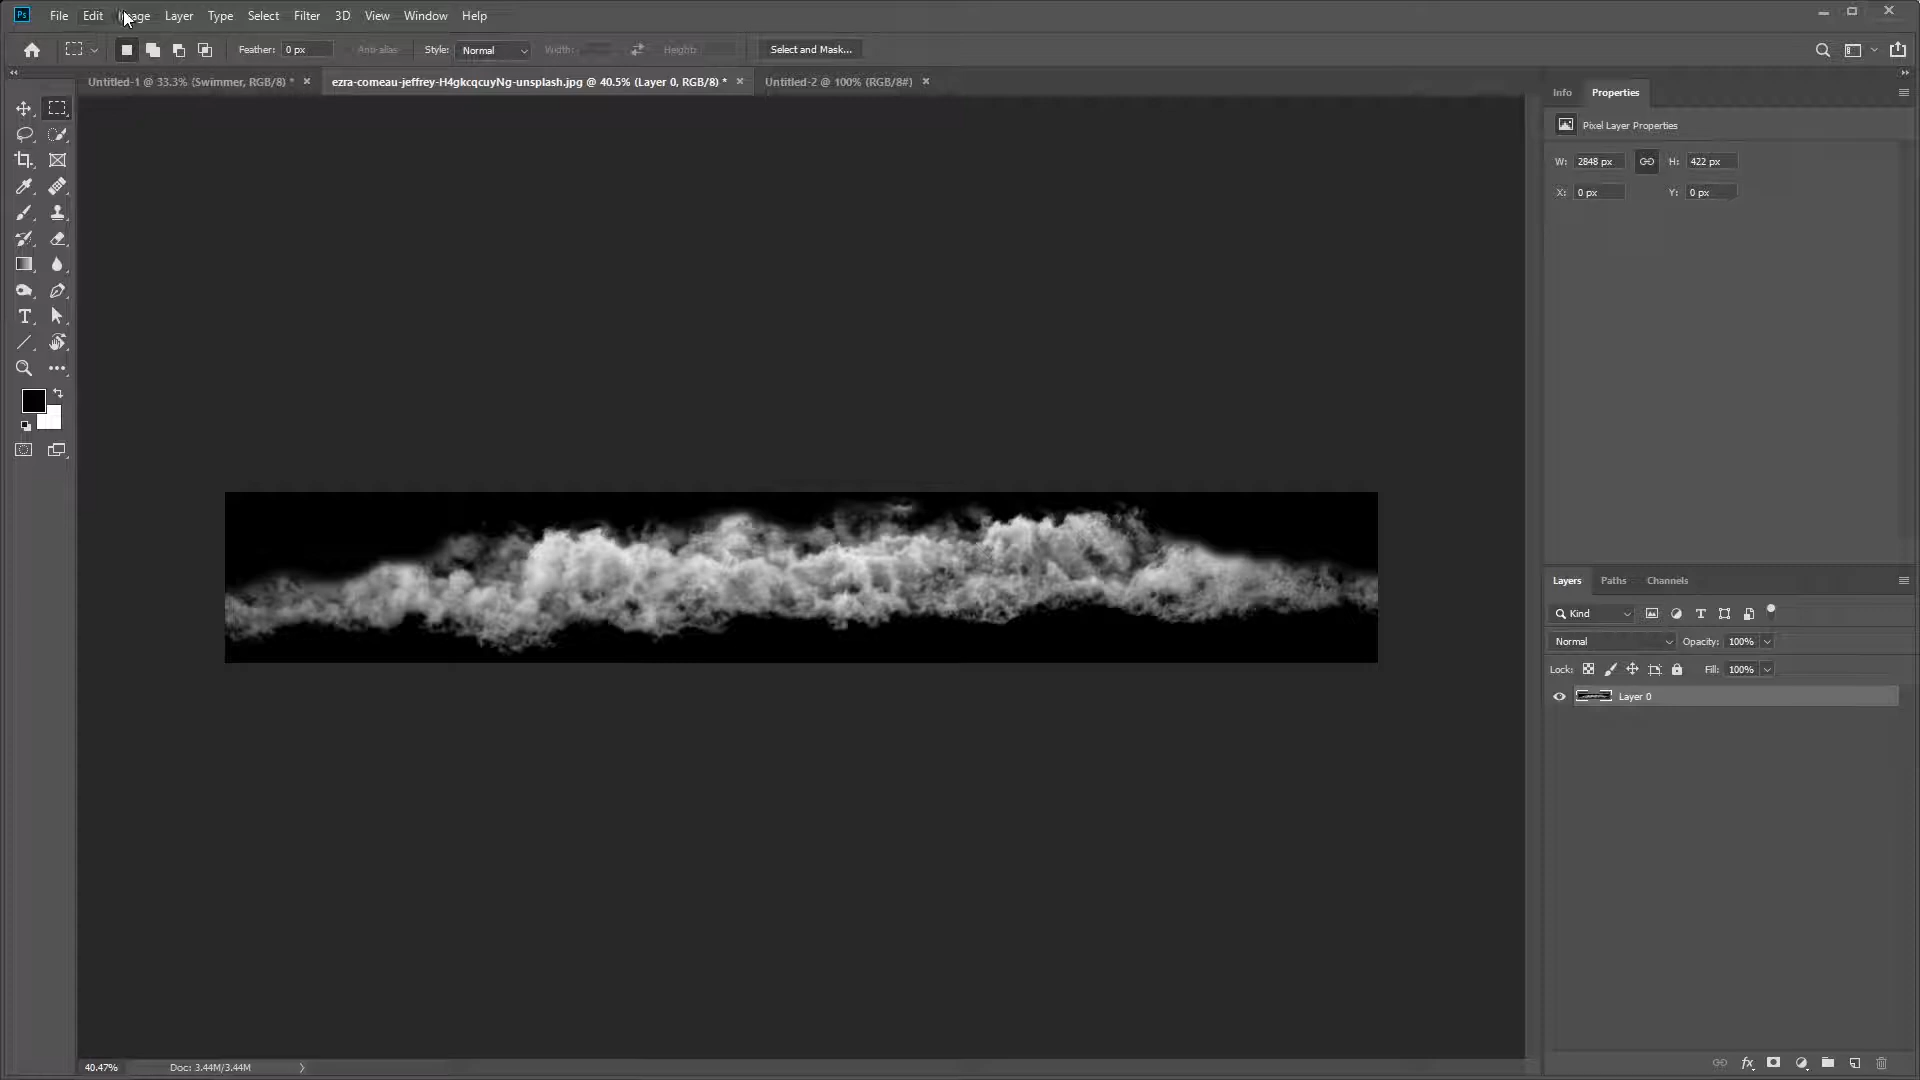 Ps File Edit Image Layer Type Select Filter 3D View Window Help
Feather: 0 px Anti-alias Style: Normal Width: Height: Select and Mask...
Untitled-1 @ 33.3% (Swimmer, RGB/8) * ezra-comeau-jeffrey-H4gkcqcuyNg-unsplash.jpg @ 40.5% (Layer 0, RGB/8) * Untitled-2 @ 100% (RGB/8#)
Info Properties
Pixel Layer Properties
W: 2848 px H: 422 px
X: 0 px Y: 0 px
Layers Paths Channels
Kind
Normal Opacity: 100%
Lock: Fill: 100%
Layer 0
40.47% Doc: 3.44M/3.44M